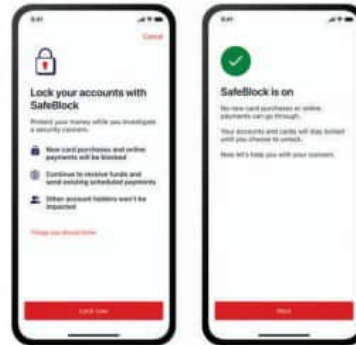 9:41
Cancel
Lock your accounts with
SafeBlock
Protect your money while you investigate
a security concern.
New card purchases and online
payments will be blocked
Continue to receive funds and
send existing scheduled payments
Other account holders won't be
impacted
Things you should know
Lock now
9:41
SafeBlock is on
No new card purchases or online
payments can go through.
Your accounts and cards will stay locked
until you choose to unlock.
Now let's help you with your concern.
Next